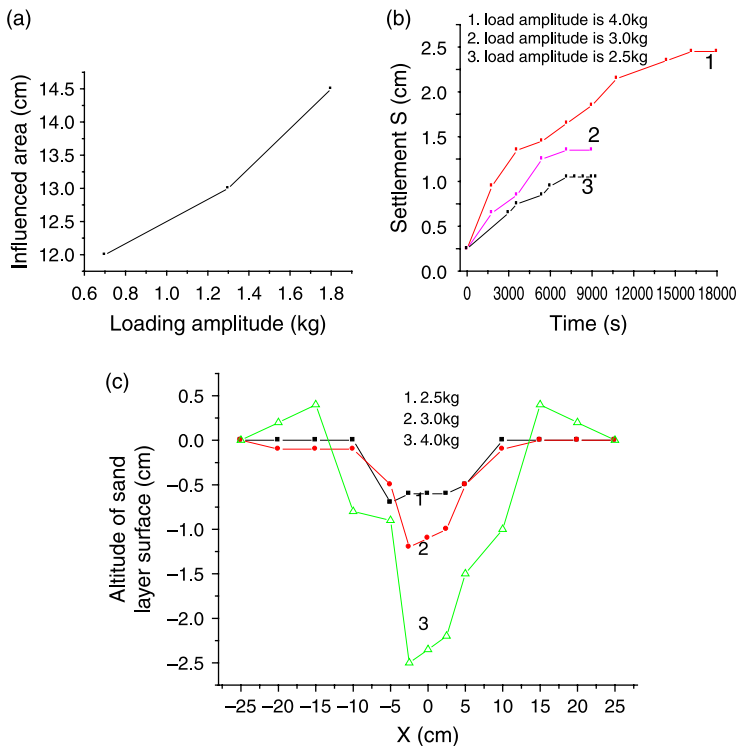 (a)
14.5
14.0
13.5
13.0
12.5
12.0
0.6 0.8 1.0 1.2 1.4 1.6 1.8
Influenced area (cm)
Loading amplitude (kg)
(b)
1. load amplitude is 4.0kg
2. load amplitude is 3.0kg
3. load amplitude is 2.5kg
2.5
2.0
1.5
1.0
0.5
0.0
1
2
3
0 3000 6000 9000 12000 15000 18000
Settlement S (cm)
Time (s)
(c)
1. 2.5kg
2. 3.0kg
3. 4.0kg
0.5
0.0
−0.5
−1.0
−1.5
−2.0
−2.5
1
2
3
−25 −20 −15 −10 −5 0 5 10 15 20 25
Altitude of sand
layer surface (cm)
X (cm)